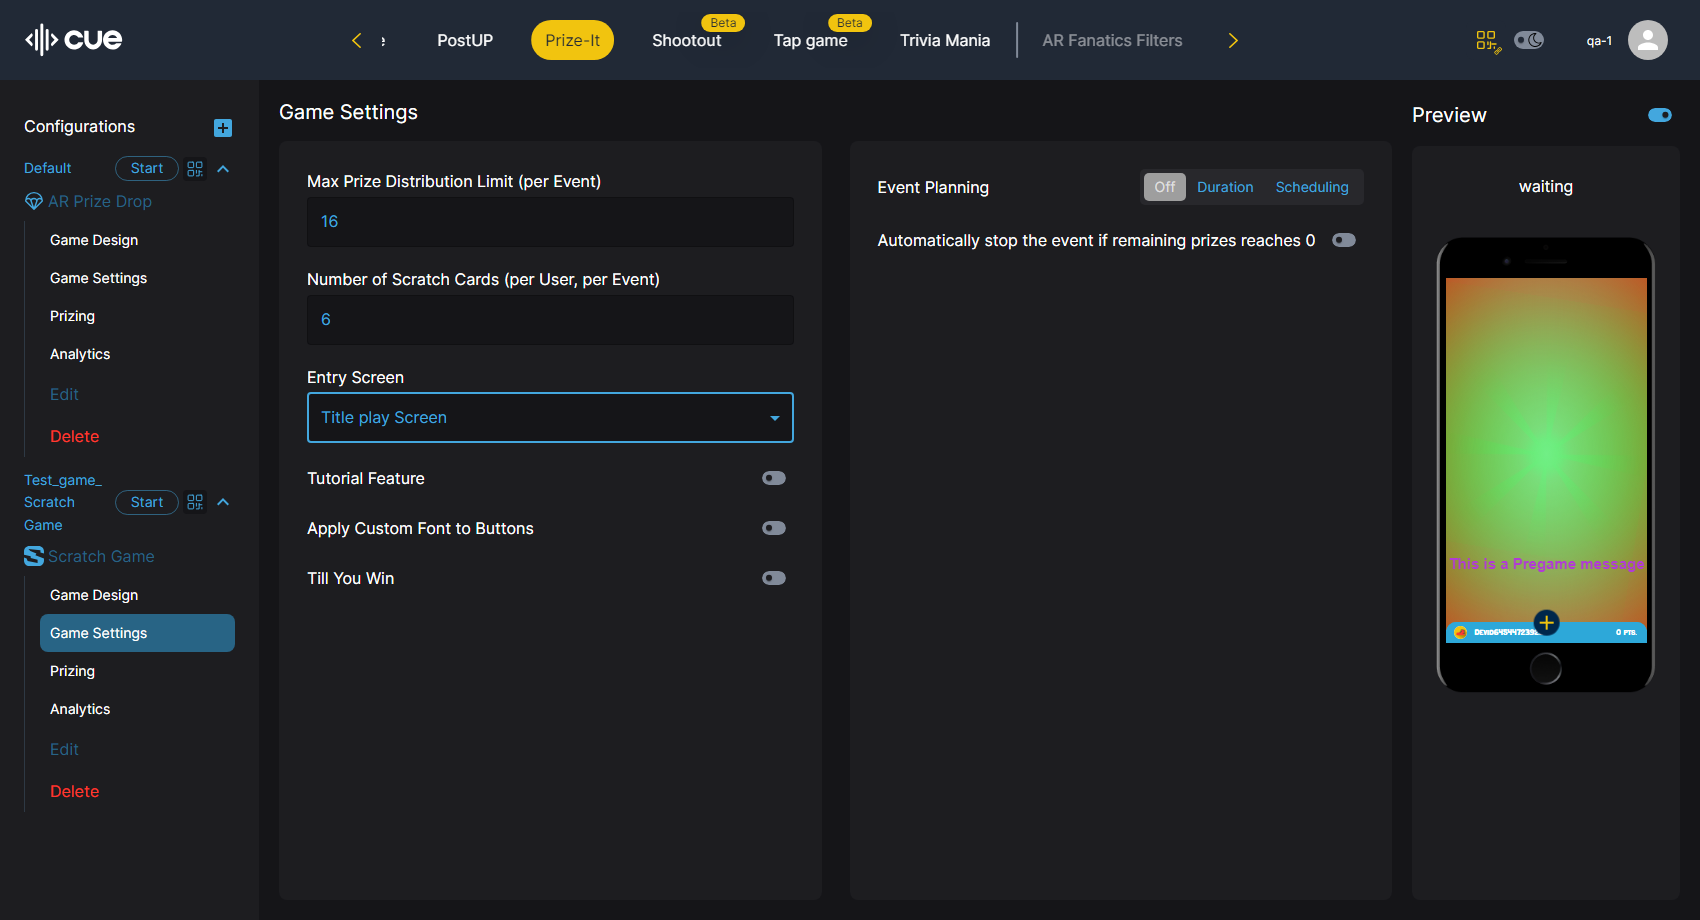 cue
PostUP
Prize-It
Shootout
Beta
Tap game
Beta
Trivia Mania
AR Fanatics Filters
qa-1
Configurations
Default
Start
AR Prize Drop
Game Design
Game Settings
Prizing
Analytics
Edit
Delete
Test_game_
Scratch
Game
Start
Scratch Game
Game Design
Game Settings
Prizing
Analytics
Edit
Delete
Game Settings
Max Prize Distribution Limit (per Event)
16
Number of Scratch Cards (per User, per Event)
6
Entry Screen
Title play Screen
Tutorial Feature
Apply Custom Font to Buttons
Till You Win
Event Planning
Off
Duration
Scheduling
Automatically stop the event if remaining prizes reaches 0
Preview
waiting
This is a Pregame message
0 PTS.